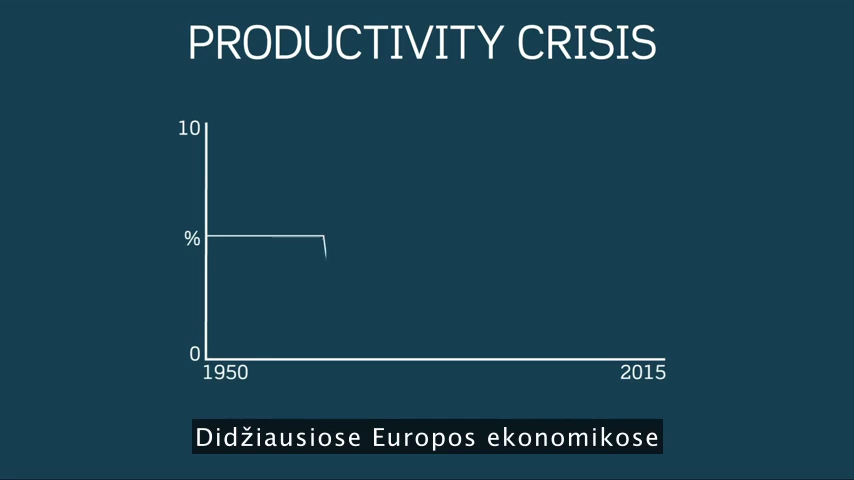 PRODUCTIVITY CRISIS
10
%
0
1950 2015
Didžiausiose Europos ekonomikose